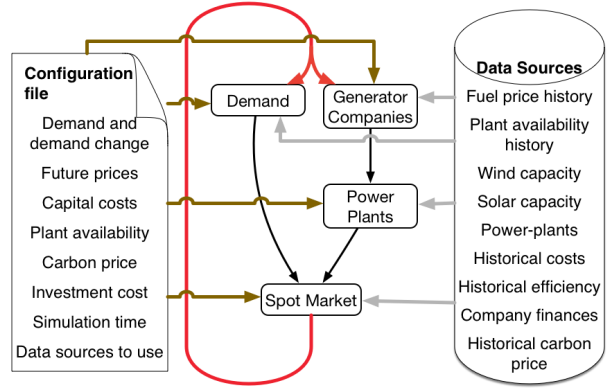 Configuration
file
Demand and
demand change
Future prices
Capital costs
Plant availability
Carbon price
Investment cost
Simulation time
Data sources to use
Demand
Generator
Companies
Power
Plants
Spot Market
Data Sources
Fuel price history
Plant availability
history
Wind capacity
Solar capacity
Power-plants
Historical costs
Historical efficiency
Company finances
Historical carbon
price